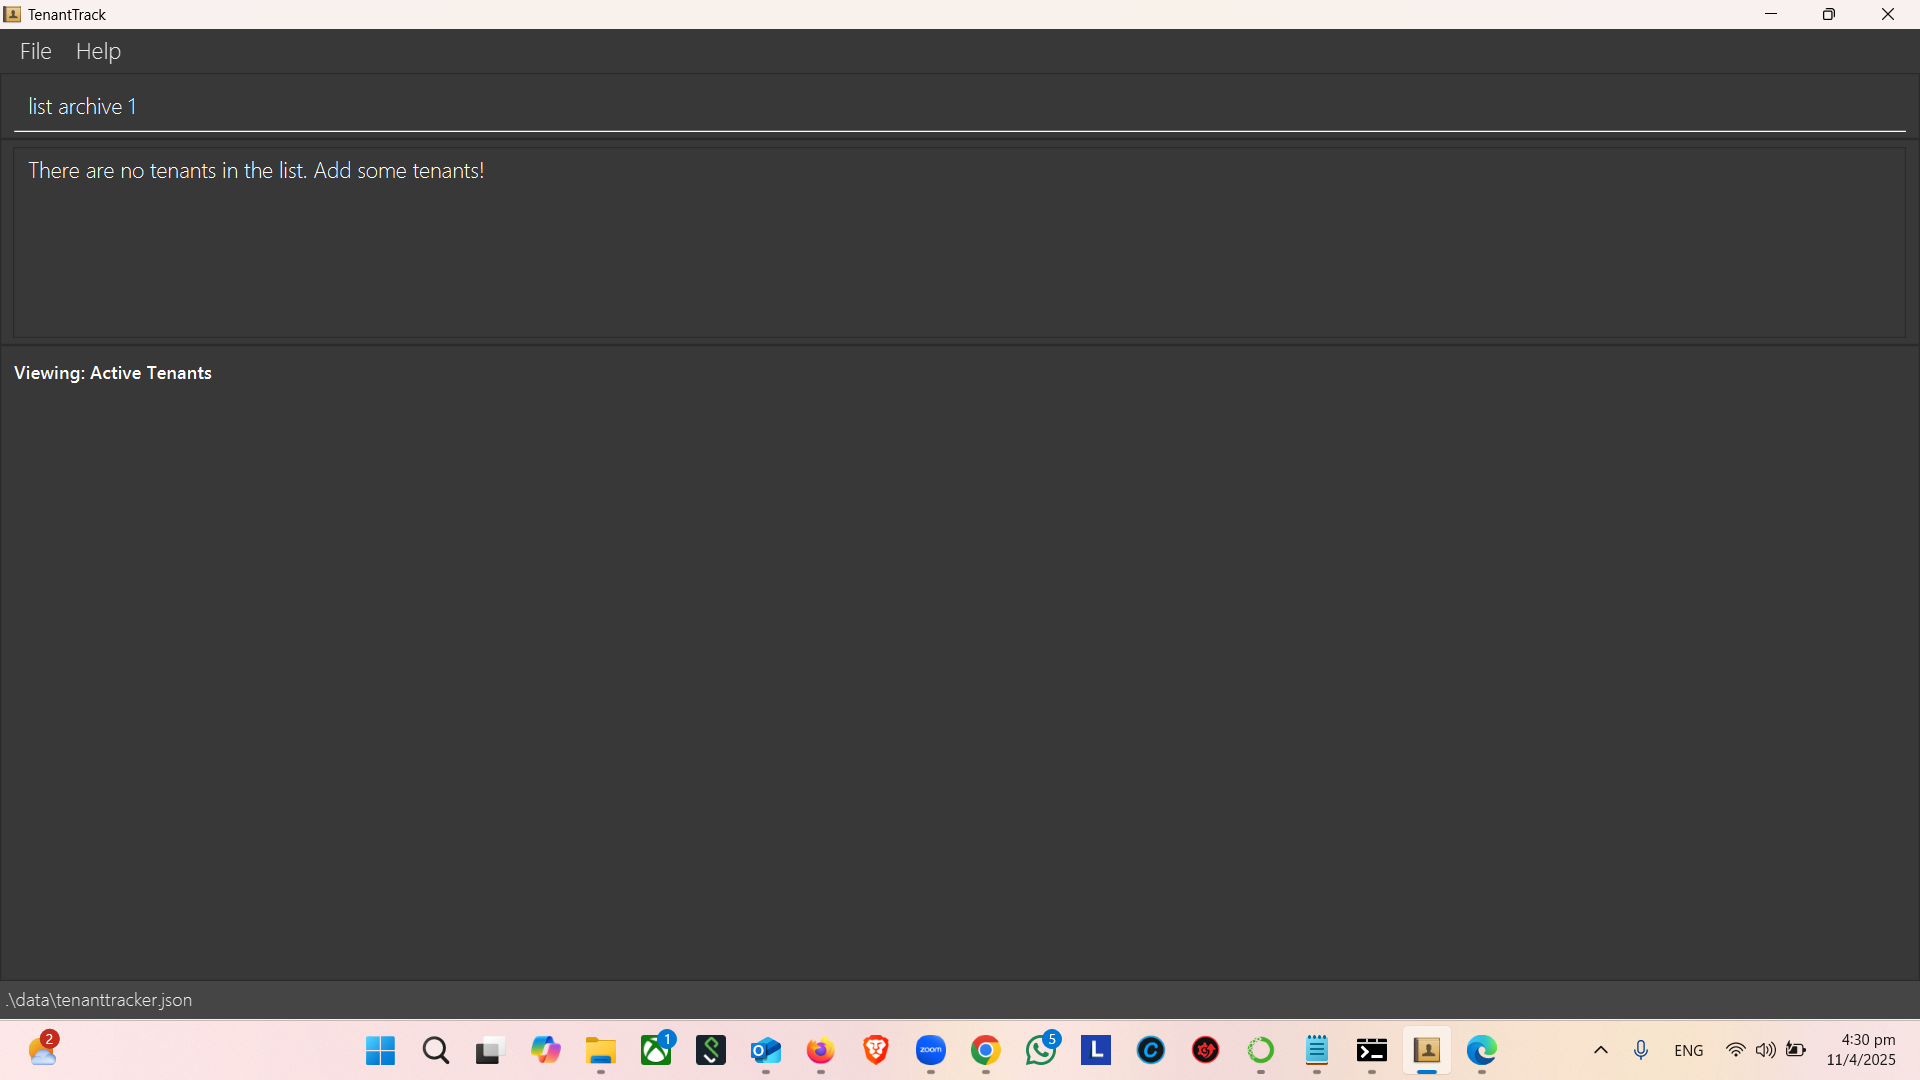 TenantTrack
File Help
list archive 1
There are no tenants in the list. Add some tenants!
Viewing: Active Tenants
.\data\tenanttracker.json
2
1
zoom
5
L
ENG
4:30 pm
11/4/2025